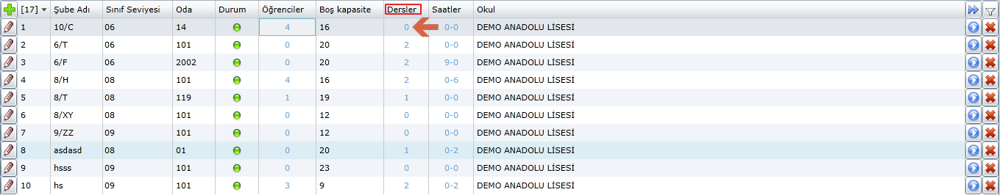 [17] Şube Adı Sınıf Seviyesi Oda Durum Öğrenciler Boş kapasite Dersler Saatler Okul
1 10/C 06 14 4 16 0 0-0 DEMO ANADOLU LİSESİ
2 6/T 06 101 0 20 2 0-0 DEMO ANADOLU LİSESİ
3 6/F 06 2002 0 20 2 9-0 DEMO ANADOLU LİSESİ
4 8/H 08 101 4 16 2 0-6 DEMO ANADOLU LİSESİ
5 8/T 08 119 1 19 1 0-0 DEMO ANADOLU LİSESİ
6 8/XY 08 101 0 12 0 0-0 DEMO ANADOLU LİSESİ
7 9/ZZ 09 101 0 12 0 0-0 DEMO ANADOLU LİSESİ
8 asdasd 08 01 0 20 1 0-2 DEMO ANADOLU LİSESİ
9 hsss 09 101 0 23 0 0-0 DEMO ANADOLU LİSESİ
10 hs 09 101 3 9 2 0-2 DEMO ANADOLU LİSESİ